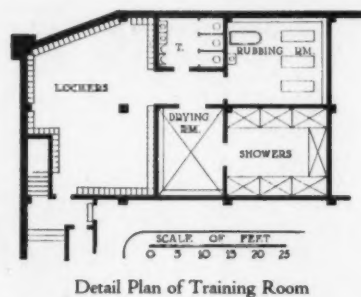 T.
RUBBING RM.
LOCKERS
DRYING RM.
SHOWERS
SCALE OF FEET
0 5 10 15 20 25
Detail Plan of Training Room